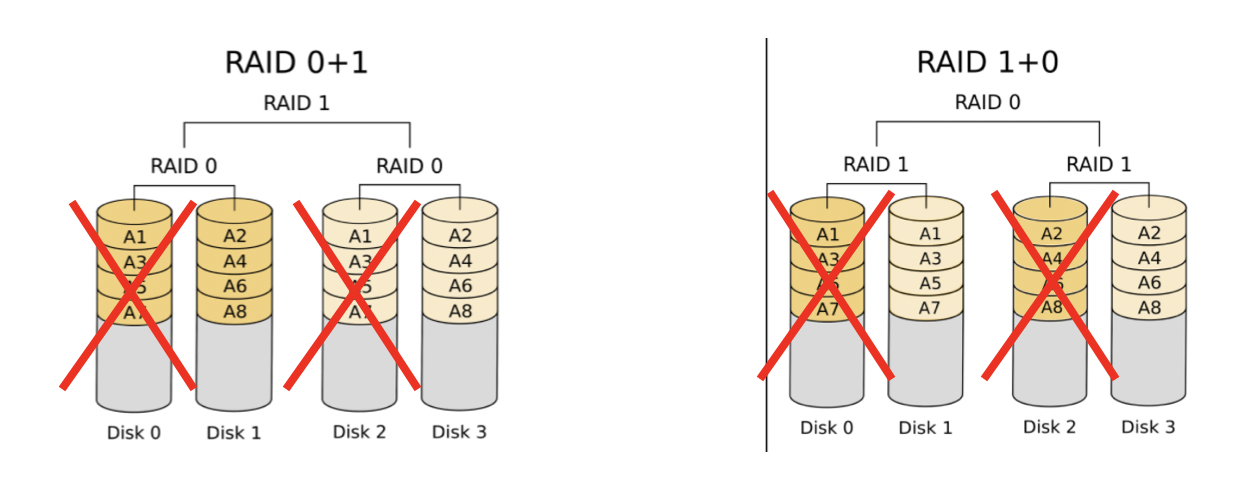 RAID 0+1
RAID 1
RAID 0 RAID 0
A1 A2 A1 A2
A3 A4 A3 A4
A5 A6 A5 A6
A7 A8 A7 A8
Disk 0 Disk 1 Disk 2 Disk 3
RAID 1+0
RAID 0
RAID 1 RAID 1
A1 A1 A2 A2
A3 A3 A4 A4
A5 A5 A6 A6
A7 A7 A8 A8
Disk 0 Disk 1 Disk 2 Disk 3